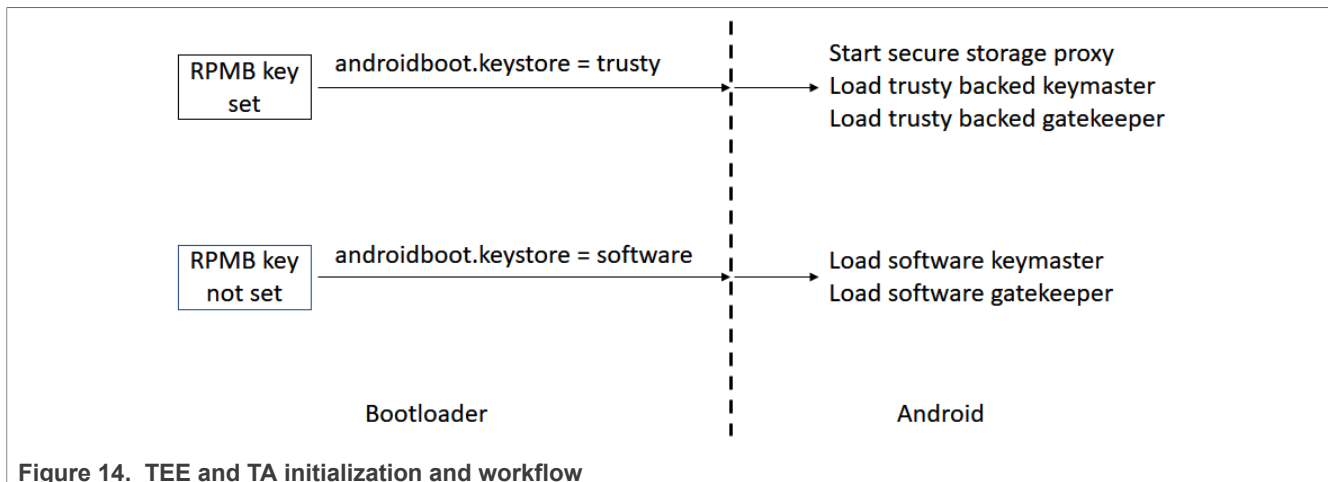 RPMB key
set
androidboot.keystore = trusty
Start secure storage proxy
Load trusty backed keymaster
Load trusty backed gatekeeper
RPMB key
not set
androidboot.keystore = software
Load software keymaster
Load software gatekeeper
Bootloader
Android
Figure 14. TEE and TA initialization and workflow